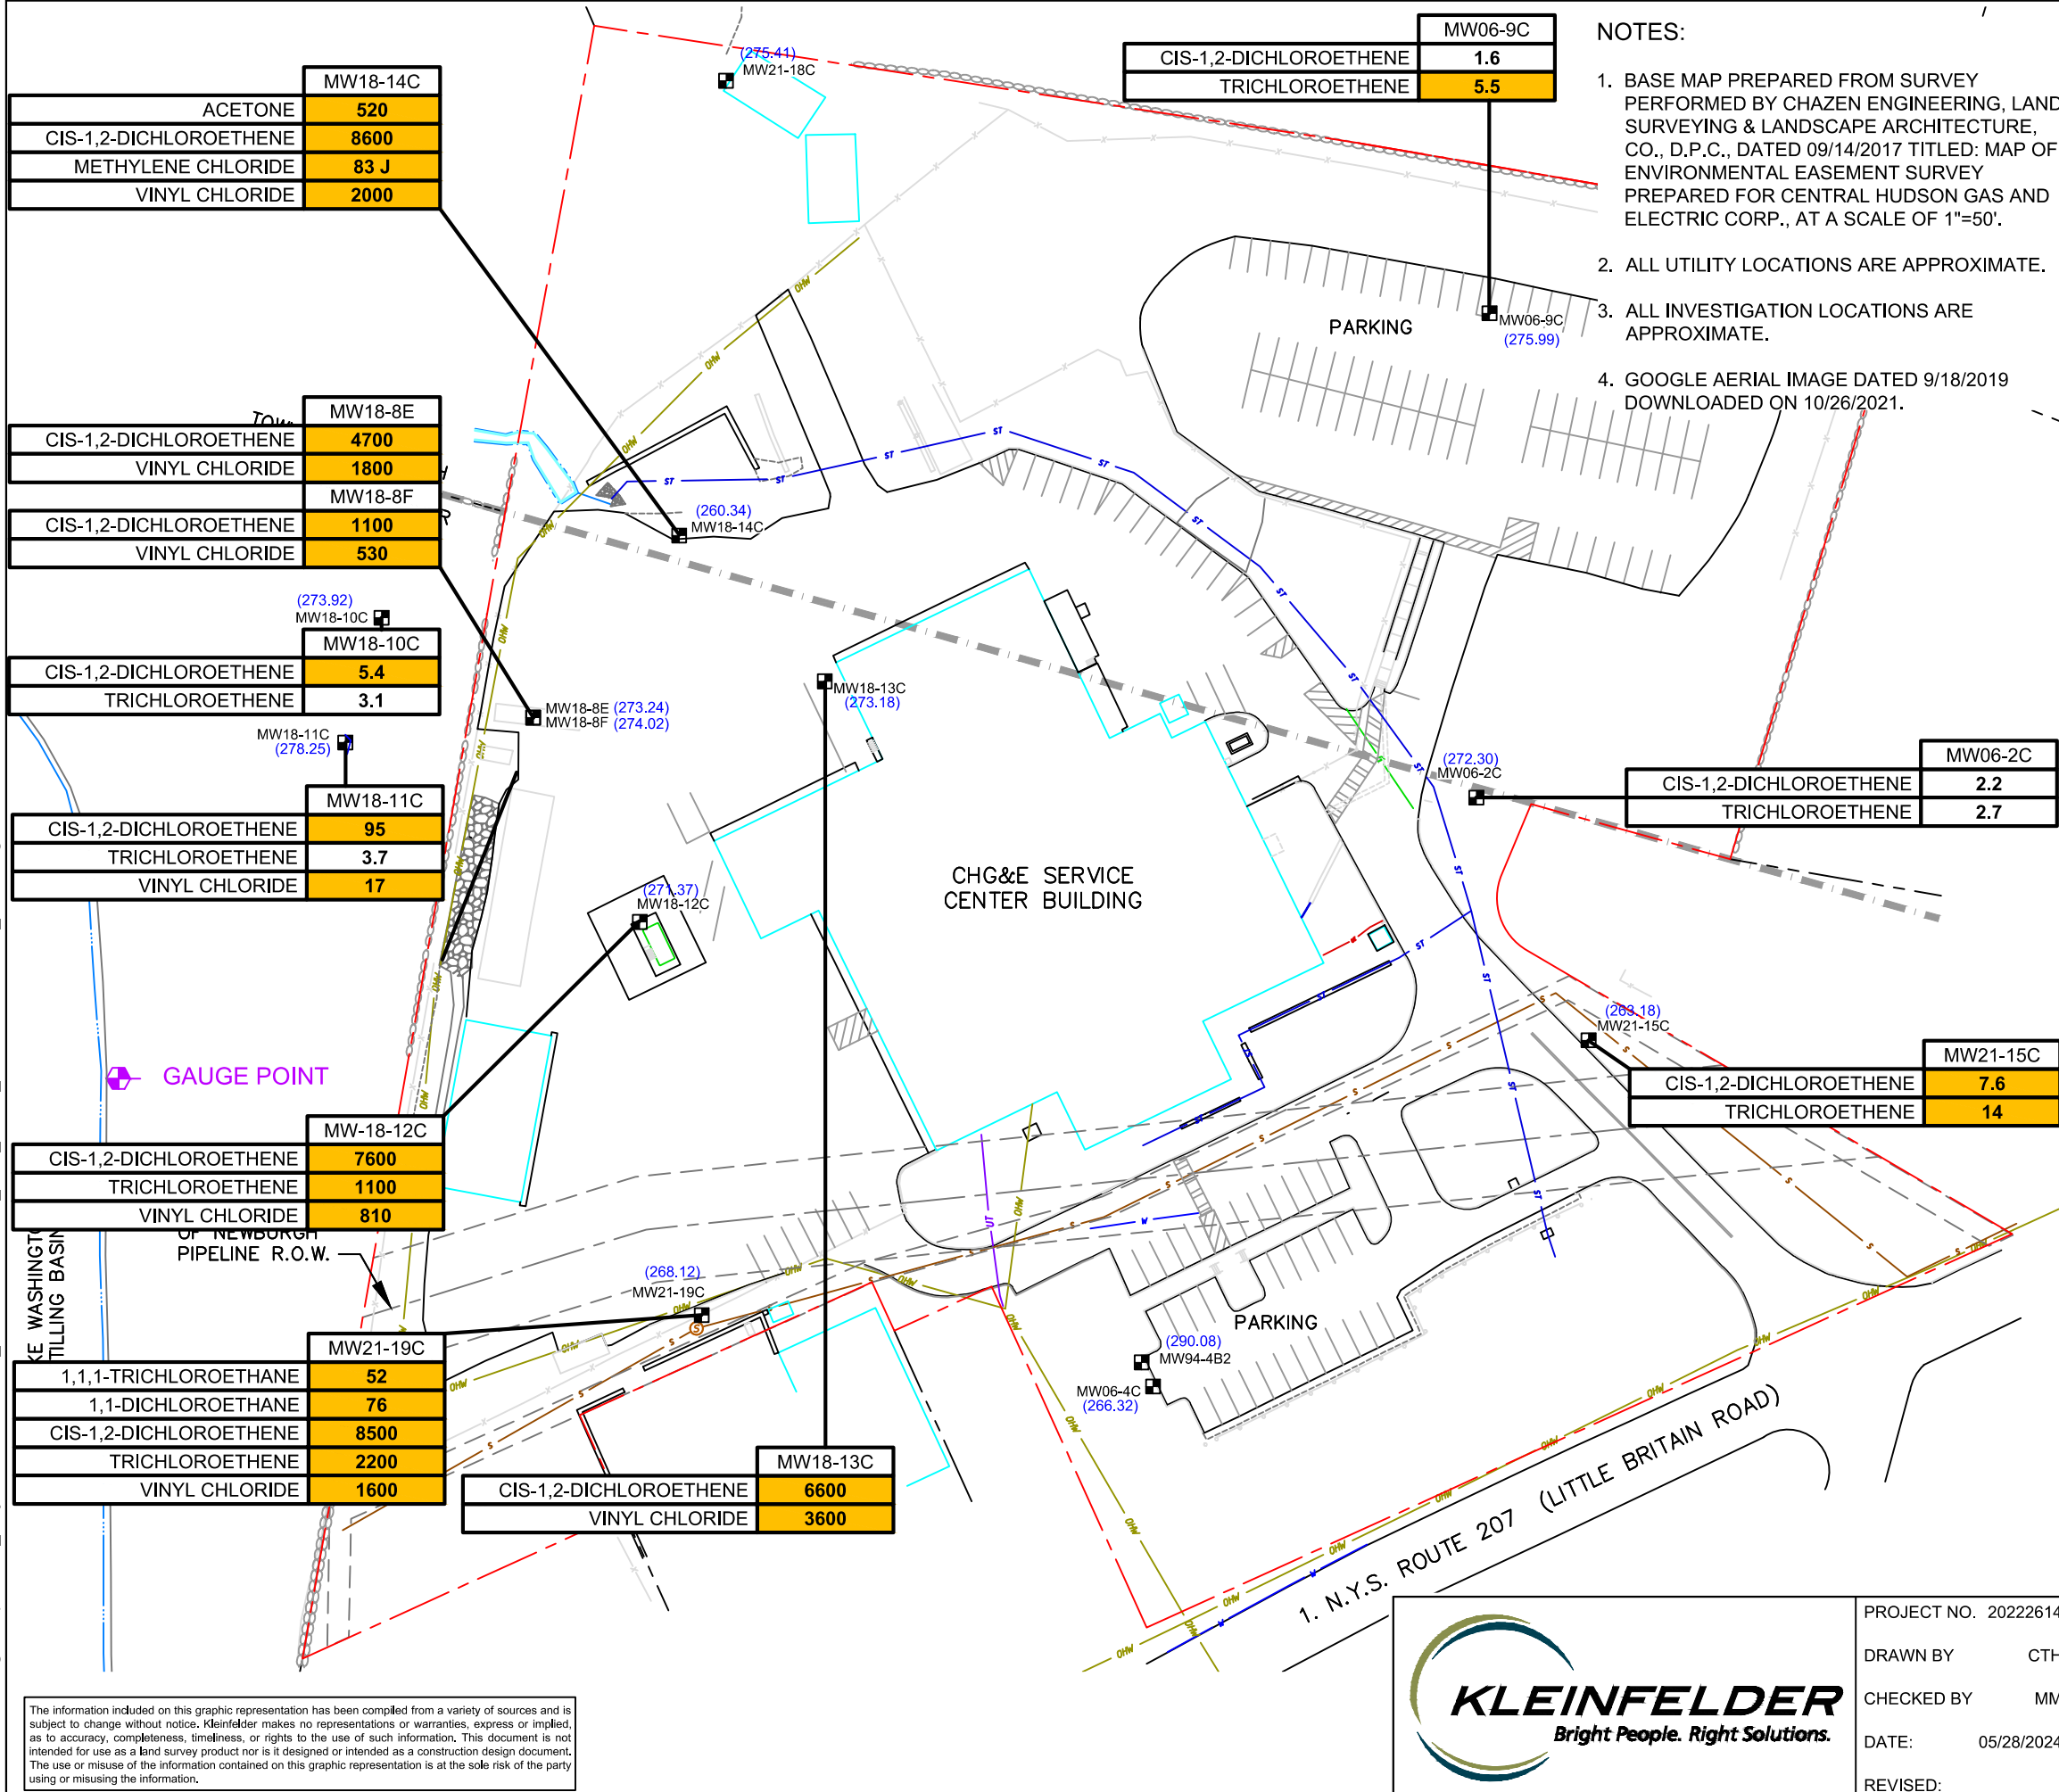 MW18-14C
ACETONE 520
CIS-1,2-DICHLOROETHENE 8600
METHYLENE CHLORIDE 83 J
VINYL CHLORIDE 2000
(275.41)
MW21-18C
MW06-9C
CIS-1,2-DICHLOROETHENE 1.6
TRICHLOROETHENE 5.5
NOTES:
1. BASE MAP PREPARED FROM SURVEY
PERFORMED BY CHAZEN ENGINEERING, LAND
SURVEYING & LANDSCAPE ARCHITECTURE,
CO., D.P.C., DATED 09/14/2017 TITLED: MAP OF
ENVIRONMENTAL EASEMENT SURVEY
PREPARED FOR CENTRAL HUDSON GAS AND
ELECTRIC CORP., AT A SCALE OF 1"=50'.
2. ALL UTILITY LOCATIONS ARE APPROXIMATE.
3. ALL INVESTIGATION LOCATIONS ARE
APPROXIMATE.
4. GOOGLE AERIAL IMAGE DATED 9/18/2019
DOWNLOADED ON 10/26/2021.
PARKING
MW06-9C
(275.99)
MW18-8E
CIS-1,2-DICHLOROETHENE 4700
VINYL CHLORIDE 1800
MW18-8F
CIS-1,2-DICHLOROETHENE 1100
VINYL CHLORIDE 530
(260.34)
MW18-14C
(273.92)
MW18-10C
MW18-10C
CIS-1,2-DICHLOROETHENE 5.4
TRICHLOROETHENE 3.1
MW18-8E (273.24)
MW18-8F (274.02)
MW18-13C
(273.18)
MW18-11C
(278.25)
MW18-11C
CIS-1,2-DICHLOROETHENE 95
TRICHLOROETHENE 3.7
VINYL CHLORIDE 17
(272.30)
MW06-2C
MW06-2C
CIS-1,2-DICHLOROETHENE 2.2
TRICHLOROETHENE 2.7
CHG&E SERVICE
CENTER BUILDING
(271.37)
MW18-12C
(263.18)
MW21-15C
MW21-15C
CIS-1,2-DICHLOROETHENE 7.6
TRICHLOROETHENE 14
GAUGE POINT
MW-18-12C
CIS-1,2-DICHLOROETHENE 7600
TRICHLOROETHENE 1100
VINYL CHLORIDE 810
OF NEWBURGH
PIPELINE R.O.W.
(268.12)
MW21-19C
MW21-19C
1,1,1-TRICHLOROETHANE 52
1,1-DICHLOROETHANE 76
CIS-1,2-DICHLOROETHENE 8500
TRICHLOROETHENE 2200
VINYL CHLORIDE 1600
MW18-13C
CIS-1,2-DICHLOROETHENE 6600
VINYL CHLORIDE 3600
PARKING
(290.08)
MW94-4B2
MW06-4C
(266.32)
1. N.Y.S. ROUTE 207 (LITTLE BRITAIN ROAD)
The information included on this graphic representation has been compiled from a variety of sources and is
subject to change without notice. Kleinfelder makes no representations or warranties, express or implied,
as to accuracy, completeness, timeliness, or rights to the use of such information. This document is not
intended for use as a land survey product nor is it designed or intended as a construction design document.
The use or misuse of the information contained on this graphic representation is at the sole risk of the party
using or misusing the information.
KLEINFELDER
Bright People. Right Solutions.
PROJECT NO. 20222614
DRAWN BY CTH
CHECKED BY MM
DATE: 05/28/2024
REVISED: